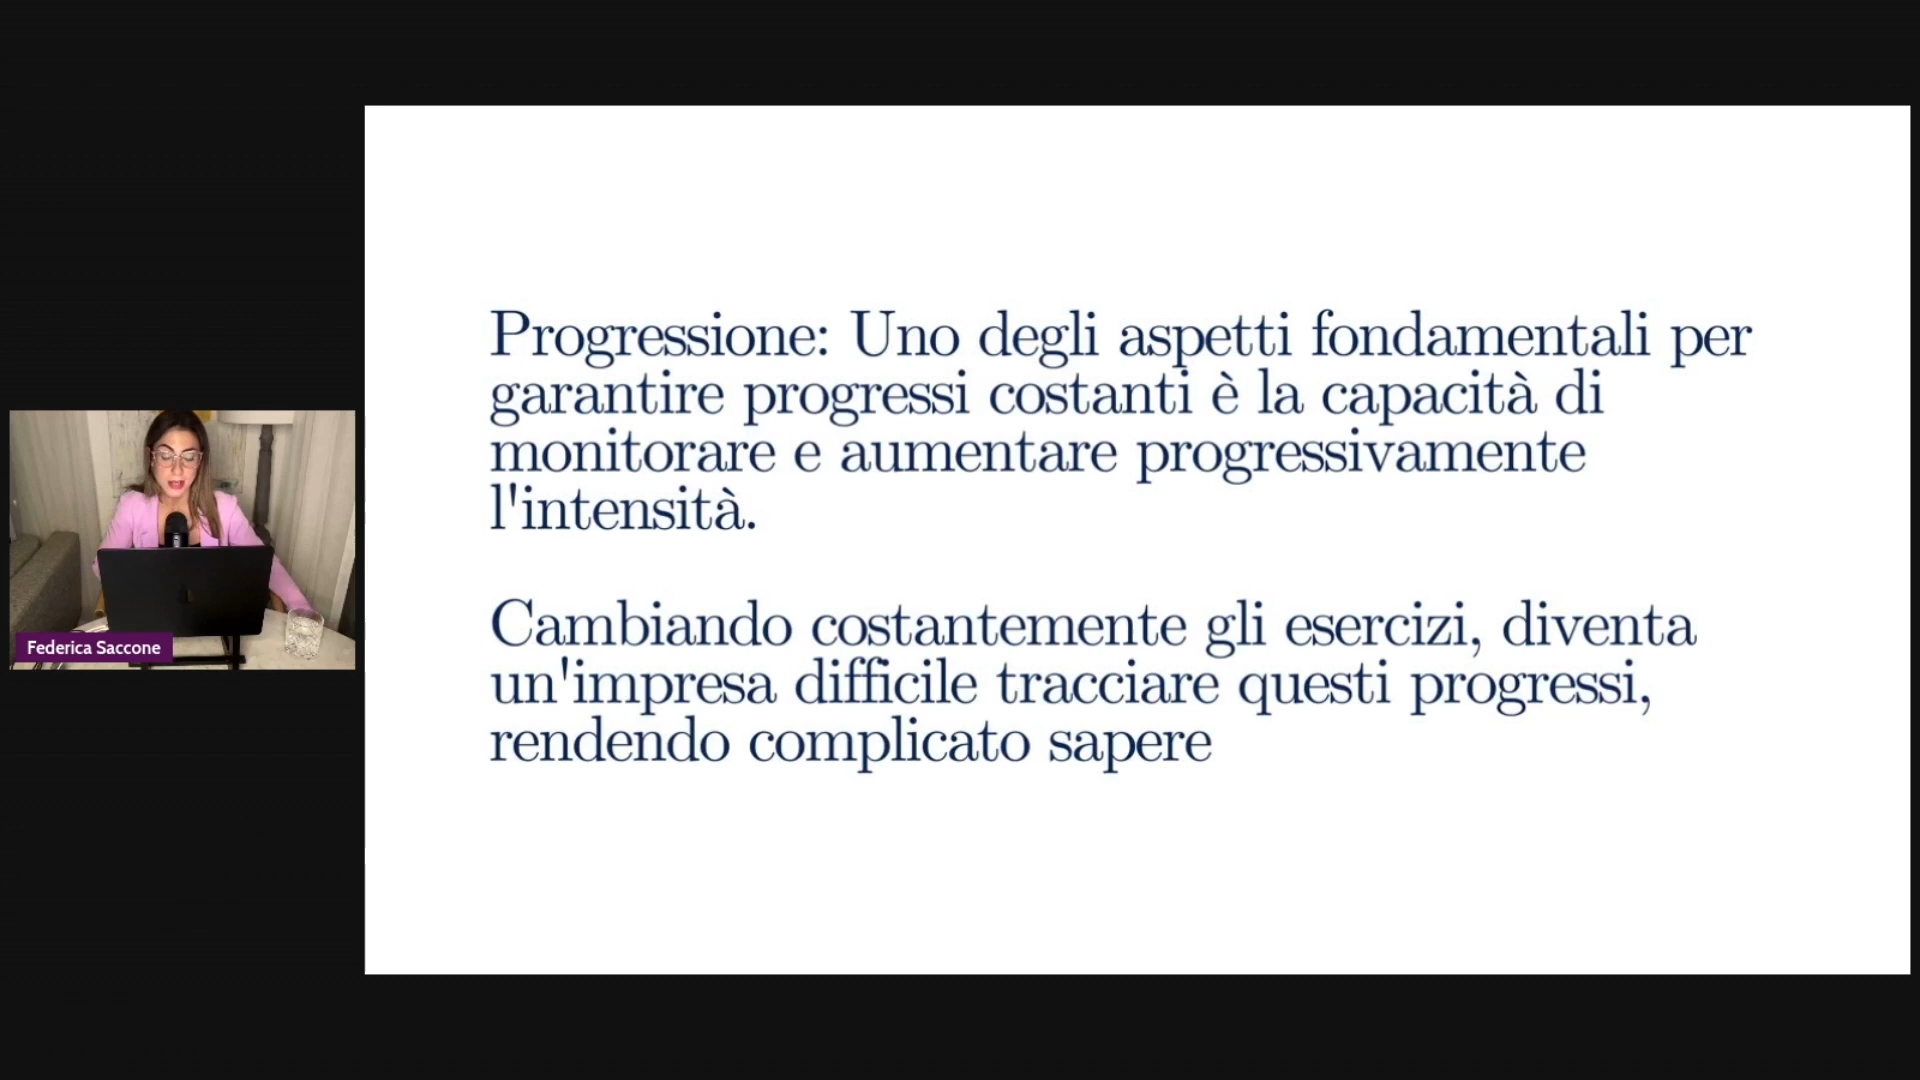 Progressione: Uno degli aspetti fondamentali per
garantire progressi costanti è la capacità di
monitorare e aumentare progressivamente
l'intensità.
Cambiando costantemente gli esercizi, diventa
un'impresa difficile tracciare questi progressi,
rendendo complicato sapere
Federica Saccone